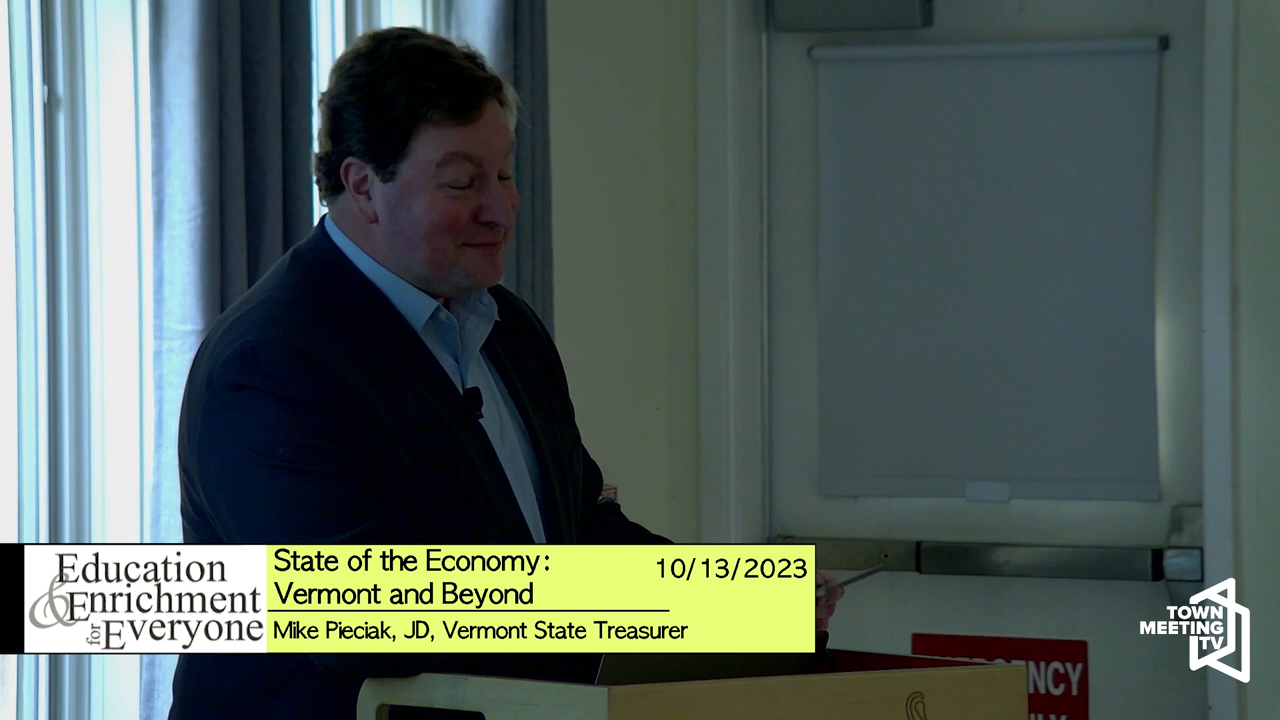 Education
& Enrichment
for Everyone
State of the Economy:
Vermont and Beyond
10/13/2023
Mike Pieciak, JD, Vermont State Treasurer
TOWN
MEETING
TV
NCY